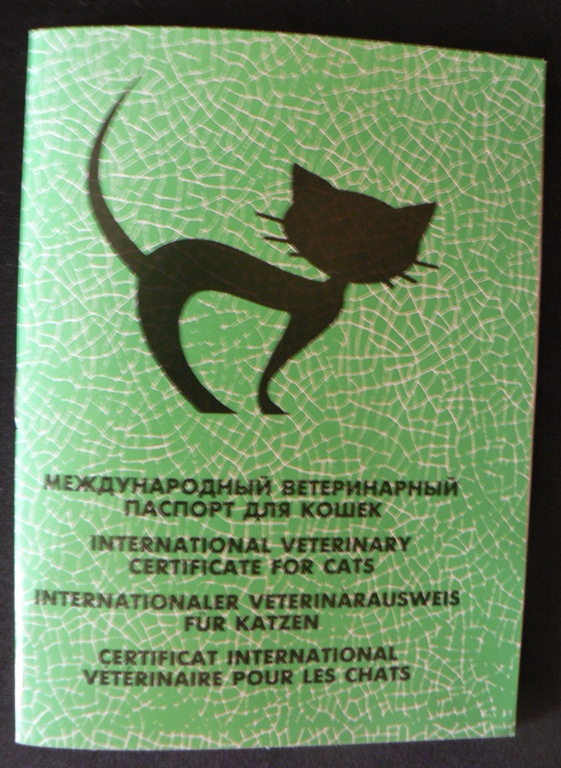 МЕЖДУНАРОДНЫЙ ВЕТЕРИНАРНЫЙ
ПАСПОРТ ДЛЯ КОШЕК
INTERNATIONAL VETERINARY
CERTIFICATE FOR CATS
INTERNATIONALER VETERINARAUSWEIS
FUR KATZEN
CERTIFICAT INTERNATIONAL
VETERINAIRE POUR LES CHATS